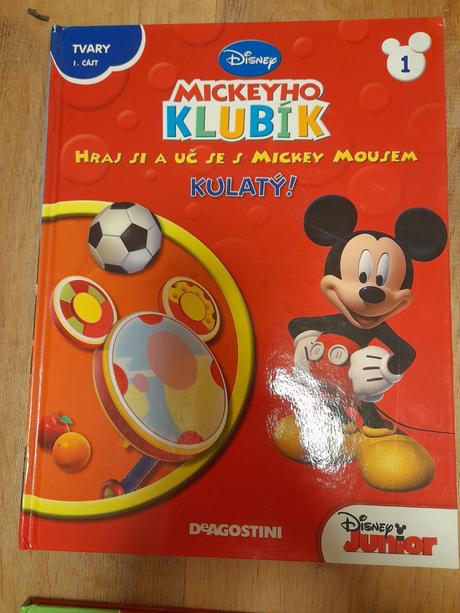 TVARY
1. ČÁST
Disney
1
MICKEYHO
KLUBÍK
HRAJ SI A UČ SE S MICKEY MOUSEM
KULATÝ!
DeAGOSTINI
Disney
Junior